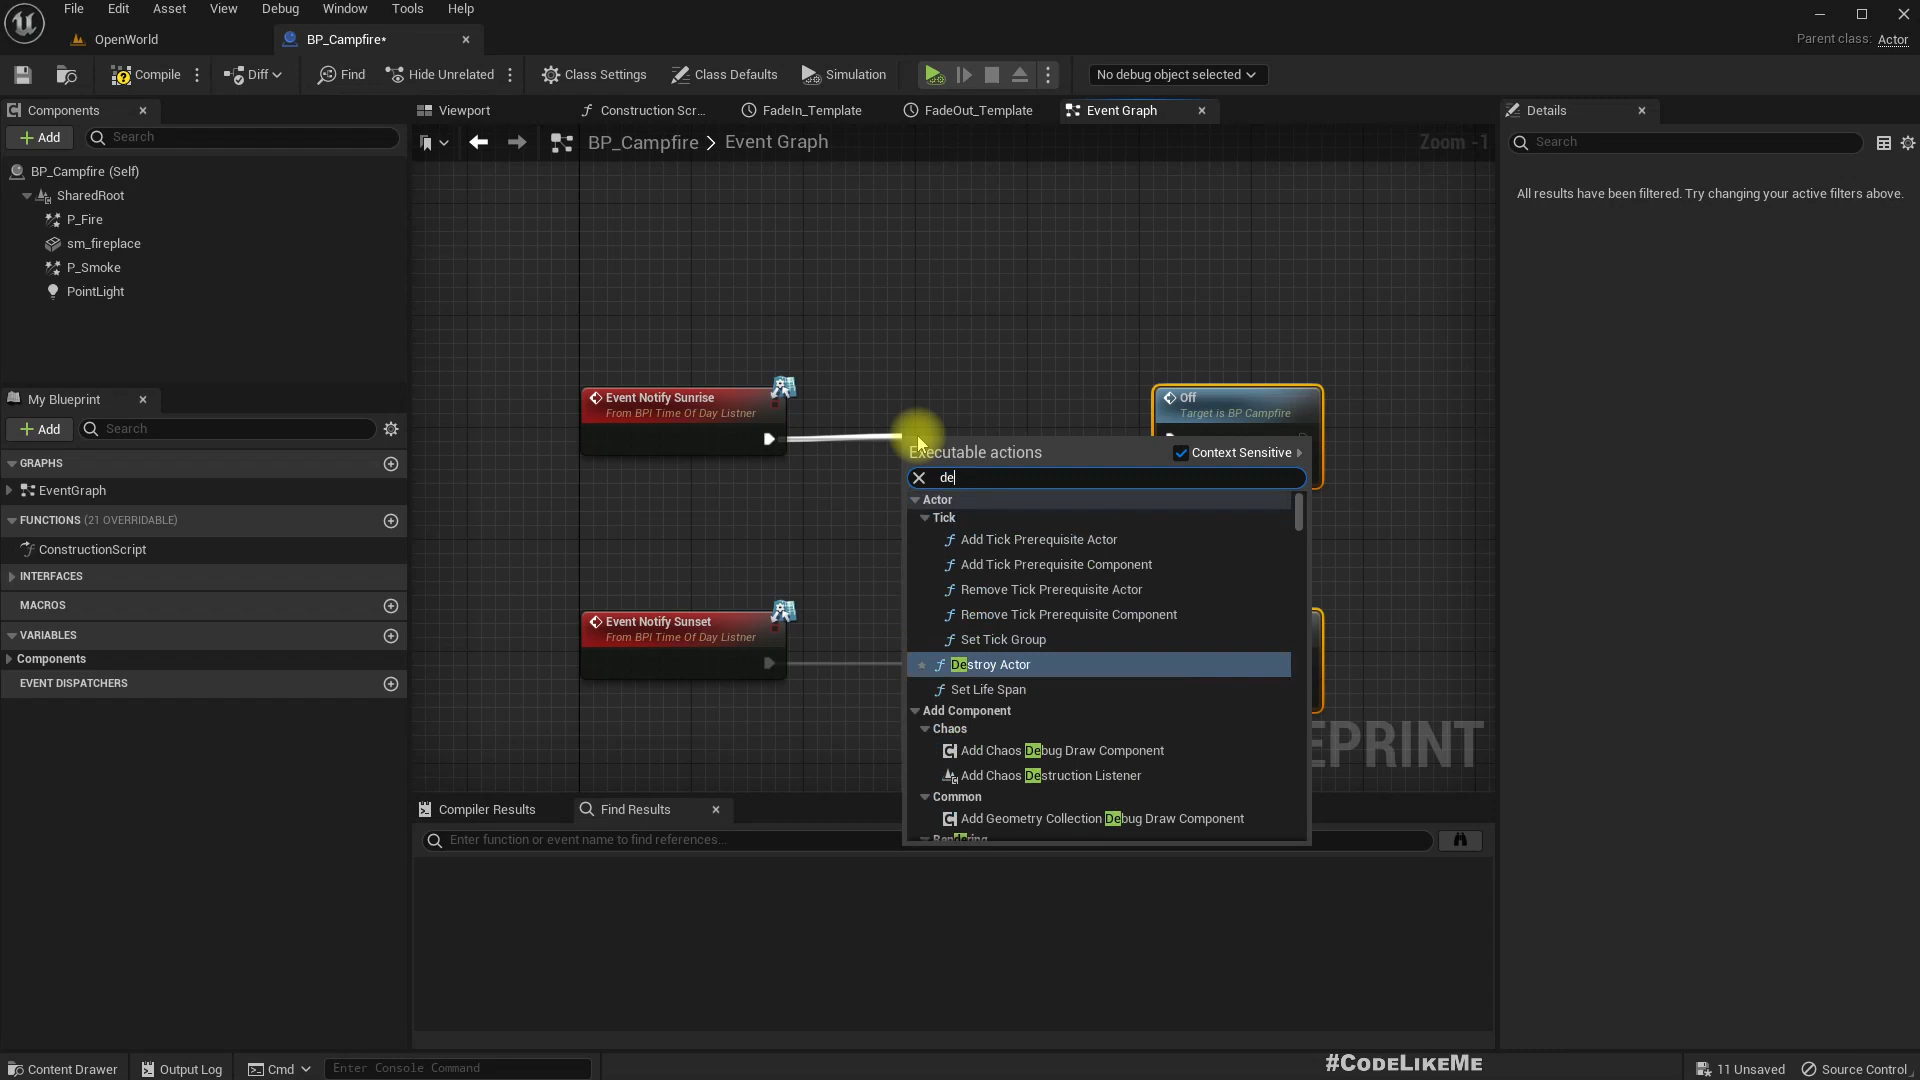 File Edit Asset View Debug Window Tools Help
OpenWorld
BP_Campfire*
Parent class: Actor
Compile
Diff
Find
Hide Unrelated
Class Settings
Class Defaults
Simulation
No debug object selected
Components
Viewport
Construction Scr...
FadeIn_Template
FadeOut_Template
Event Graph
Details
Add
Search
BP_Campfire > Event Graph
Zoom -1
Search
BP_Campfire (Self)
SharedRoot
P_Fire
sm_fireplace
P_Smoke
PointLight
All results have been filtered. Try changing your active filters above.
My Blueprint
Add
Search
GRAPHS
EventGraph
FUNCTIONS (21 OVERRIDABLE)
ConstructionScript
INTERFACES
MACROS
VARIABLES
Components
EVENT DISPATCHERS
Event Notify Sunrise
From BPI Time Of Day Listner
Off
Target is BP Campfire
Event Notify Sunset
From BPI Time Of Day Listner
Executable actions
Context Sensitive
de
Actor
Tick
Add Tick Prerequisite Actor
Add Tick Prerequisite Component
Remove Tick Prerequisite Actor
Remove Tick Prerequisite Component
Set Tick Group
Destroy Actor
Set Life Span
Add Component
Chaos
Add Chaos Debug Draw Component
Add Chaos Destruction Listener
Common
Add Geometry Collection Debug Draw Component
Rendering
EPRINT
Compiler Results
Find Results
Enter function or event name to find references...
Content Drawer
Output Log
Cmd
Enter Console Command
#CODELIKEME
11 Unsaved
Source Control